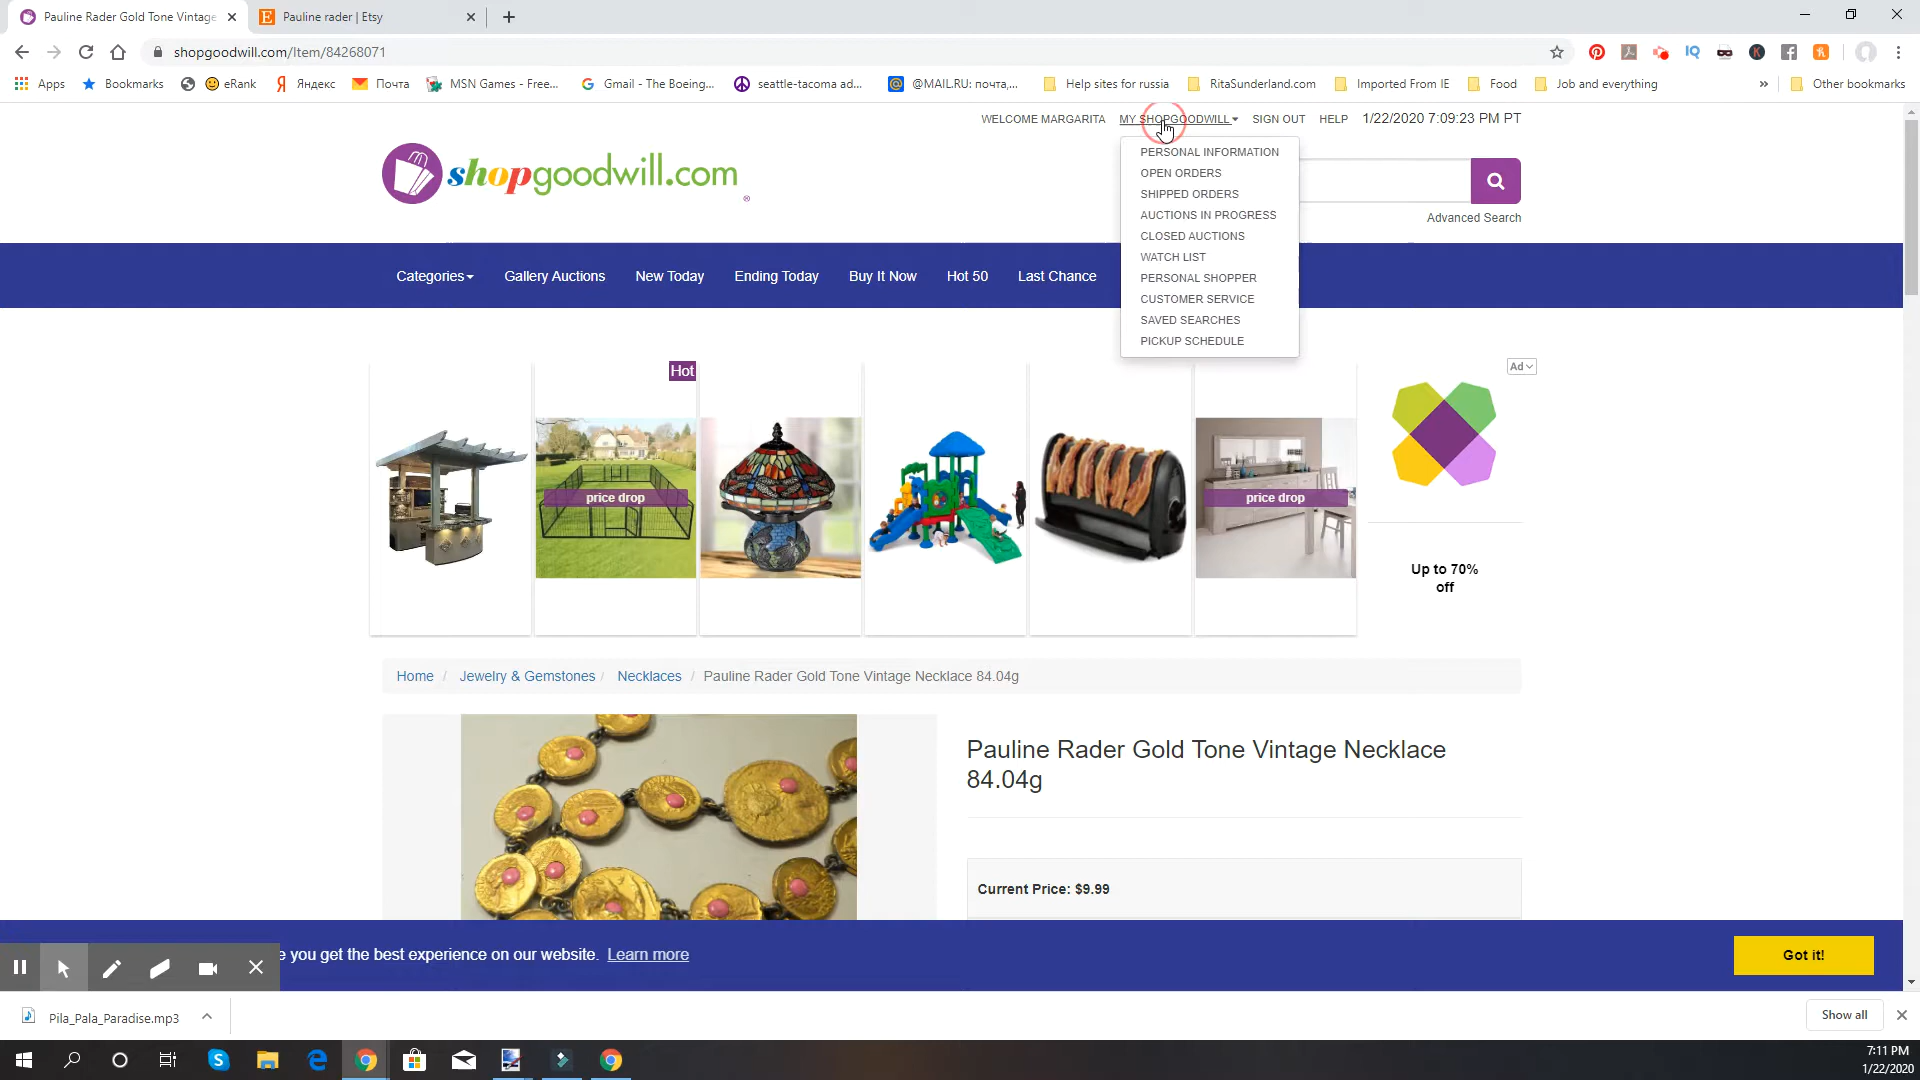 Pauline Rader Gold Tone Vintage
Pauline rader | Etsy
shopgoodwill.com/Item/84268071
Apps Bookmarks eRank Яндекс Почта MSN Games - Free... Gmail - The Boeing... seattle-tacoma ad... @MAIL.RU: почта,... Help sites for russia RitaSunderland.com Imported From IE Food Job and everything » Other bookmarks
WELCOME MARGARITA MY SHOPGOODWILL SIGN OUT HELP 1/22/2020 7:09:23 PM PT
PERSONAL INFORMATION
OPEN ORDERS
SHIPPED ORDERS
AUCTIONS IN PROGRESS
CLOSED AUCTIONS
WATCH LIST
PERSONAL SHOPPER
CUSTOMER SERVICE
SAVED SEARCHES
PICKUP SCHEDULE
shopgoodwill.com®
Advanced Search
Categories Gallery Auctions New Today Ending Today Buy It Now Hot 50 Last Chance
Hot
Ad
price drop
price drop
Up to 70%
off
Home / Jewelry & Gemstones / Necklaces / Pauline Rader Gold Tone Vintage Necklace 84.04g
Pauline Rader Gold Tone Vintage Necklace
84.04g
Current Price: $9.99
e you get the best experience on our website. Learn more
Got it!
Pila_Pala_Paradise.mp3
Show all
7:11 PM
1/22/2020